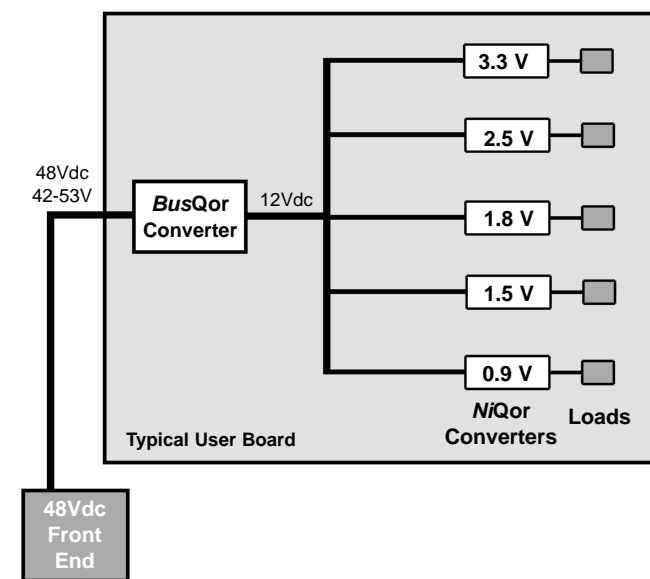 3.3 V
2.5 V
48Vdc
42-53V
BusQor
Converter
12Vdc
1.8 V
1.5 V
0.9 V
NiQor
Converters
Loads
Typical User Board
48Vdc
Front
End